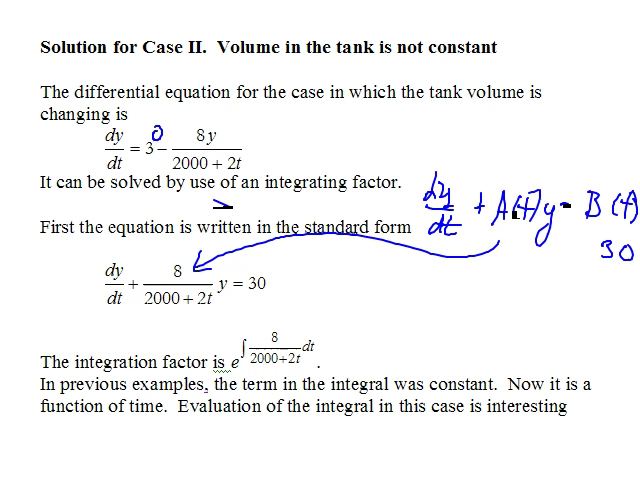 Solution for Case II. Volume in the tank is not constant
The differential equation for the case in which the tank volume is
changing is
dy/dt = 30 − 8y/(2000 + 2t)
It can be solved by use of an integrating factor.
First the equation is written in the standard form dy/dt + A(t)y = B(t)
30
dy/dt + 8/(2000 + 2t) y = 30
The integration factor is e^∫ 8/(2000+2t) dt .
In previous examples, the term in the integral was constant. Now it is a
function of time. Evaluation of the integral in this case is interesting